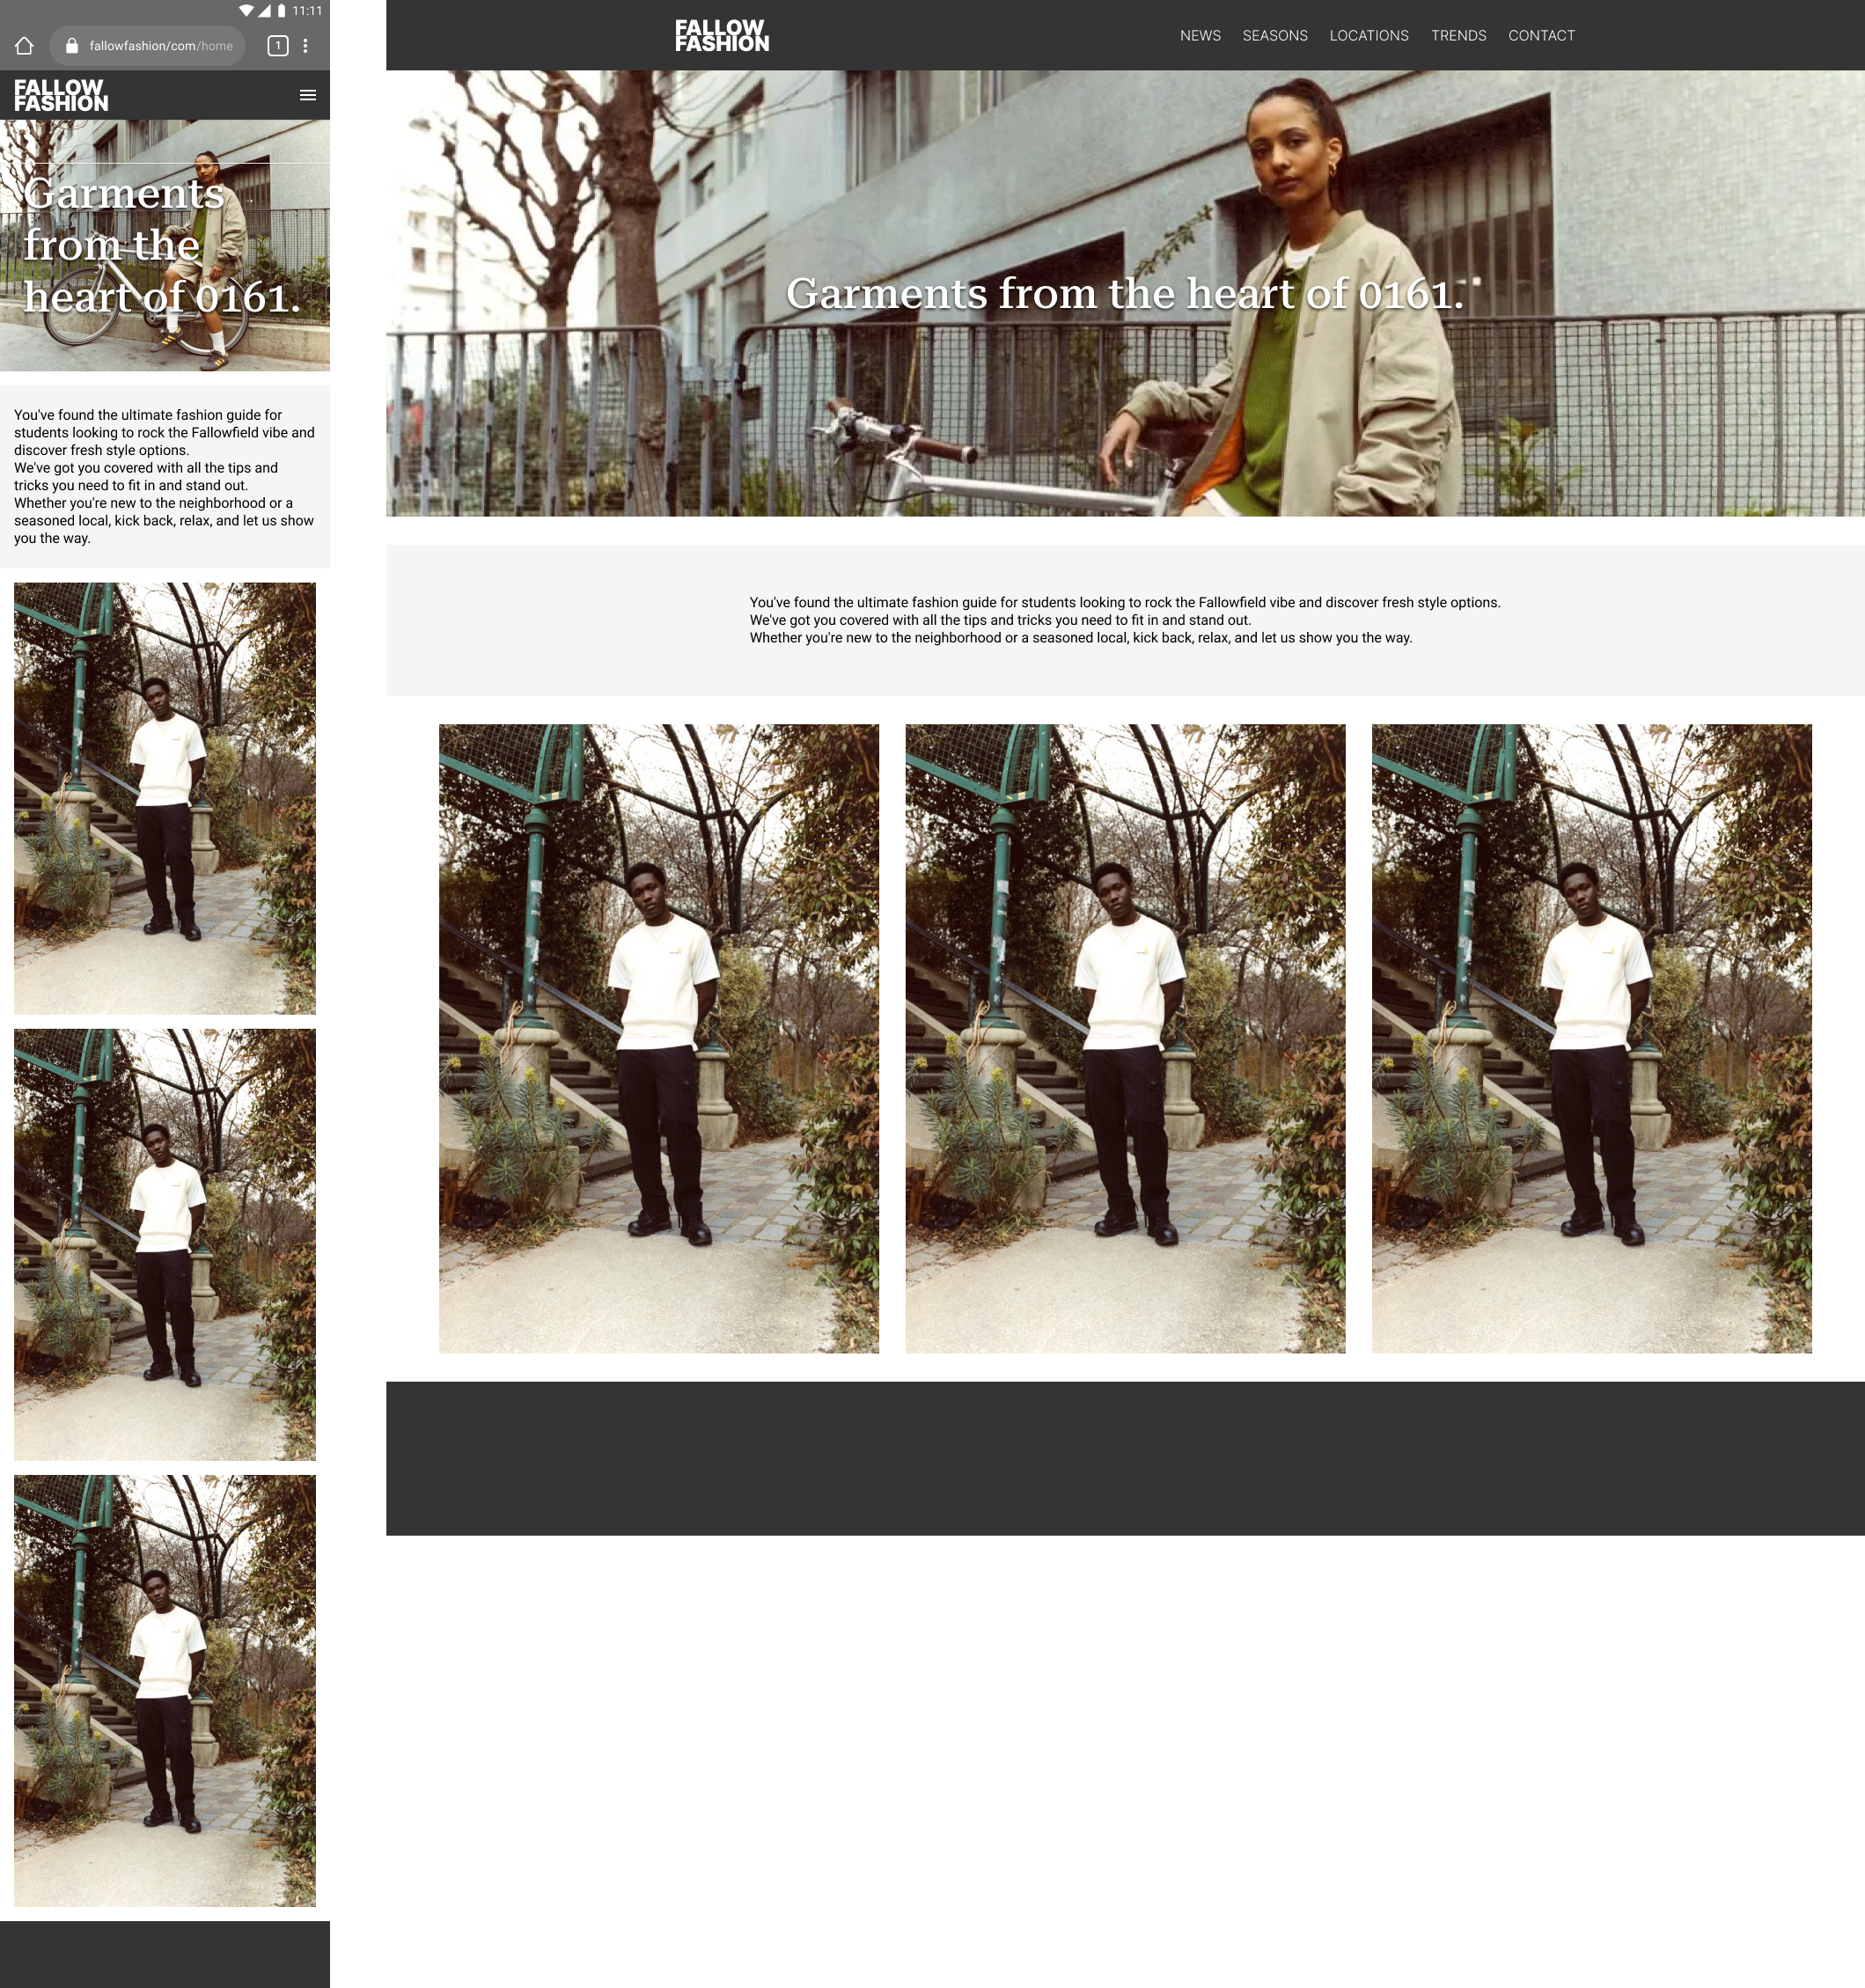 11:11
fallowfashion/com/home
1
FALLOW
FASHION
Garments
from the
heart of 0161.
You've found the ultimate fashion guide for
students looking to rock the Fallowfield vibe and
discover fresh style options.
We've got you covered with all the tips and
tricks you need to fit in and stand out.
Whether you're new to the neighborhood or a
seasoned local, kick back, relax, and let us show
you the way.
FALLOW
FASHION
NEWS SEASONS LOCATIONS TRENDS CONTACT
Garments from the heart of 0161.
You've found the ultimate fashion guide for students looking to rock the Fallowfield vibe and discover fresh style options.
We've got you covered with all the tips and tricks you need to fit in and stand out.
Whether you're new to the neighborhood or a seasoned local, kick back, relax, and let us show you the way.